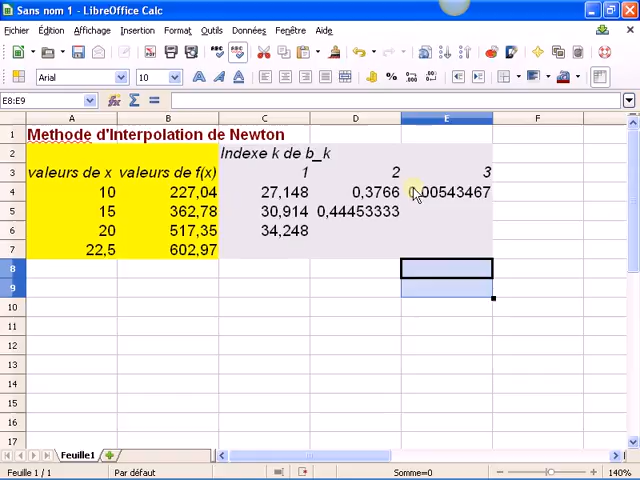 Sans nom 1 - LibreOffice Calc
Fichier Édition Affichage Insertion Format Outils Données Fenêtre Aide
Arial 10
E8:E9
A B C D E F
1 Methode d'Interpolation de Newton
2 Indexe k de b_k
3 valeurs de x valeurs de f(x) 1 2 3
4 10 227,04 27,148 0,3766 0,00543467
5 15 362,78 30,914 0,44453333
6 20 517,35 34,248
7 22,5 602,97
8
9
10
11
12
13
14
15
16
17
Feuille1
Feuille 1 / 1 Par défaut Somme=0 140%